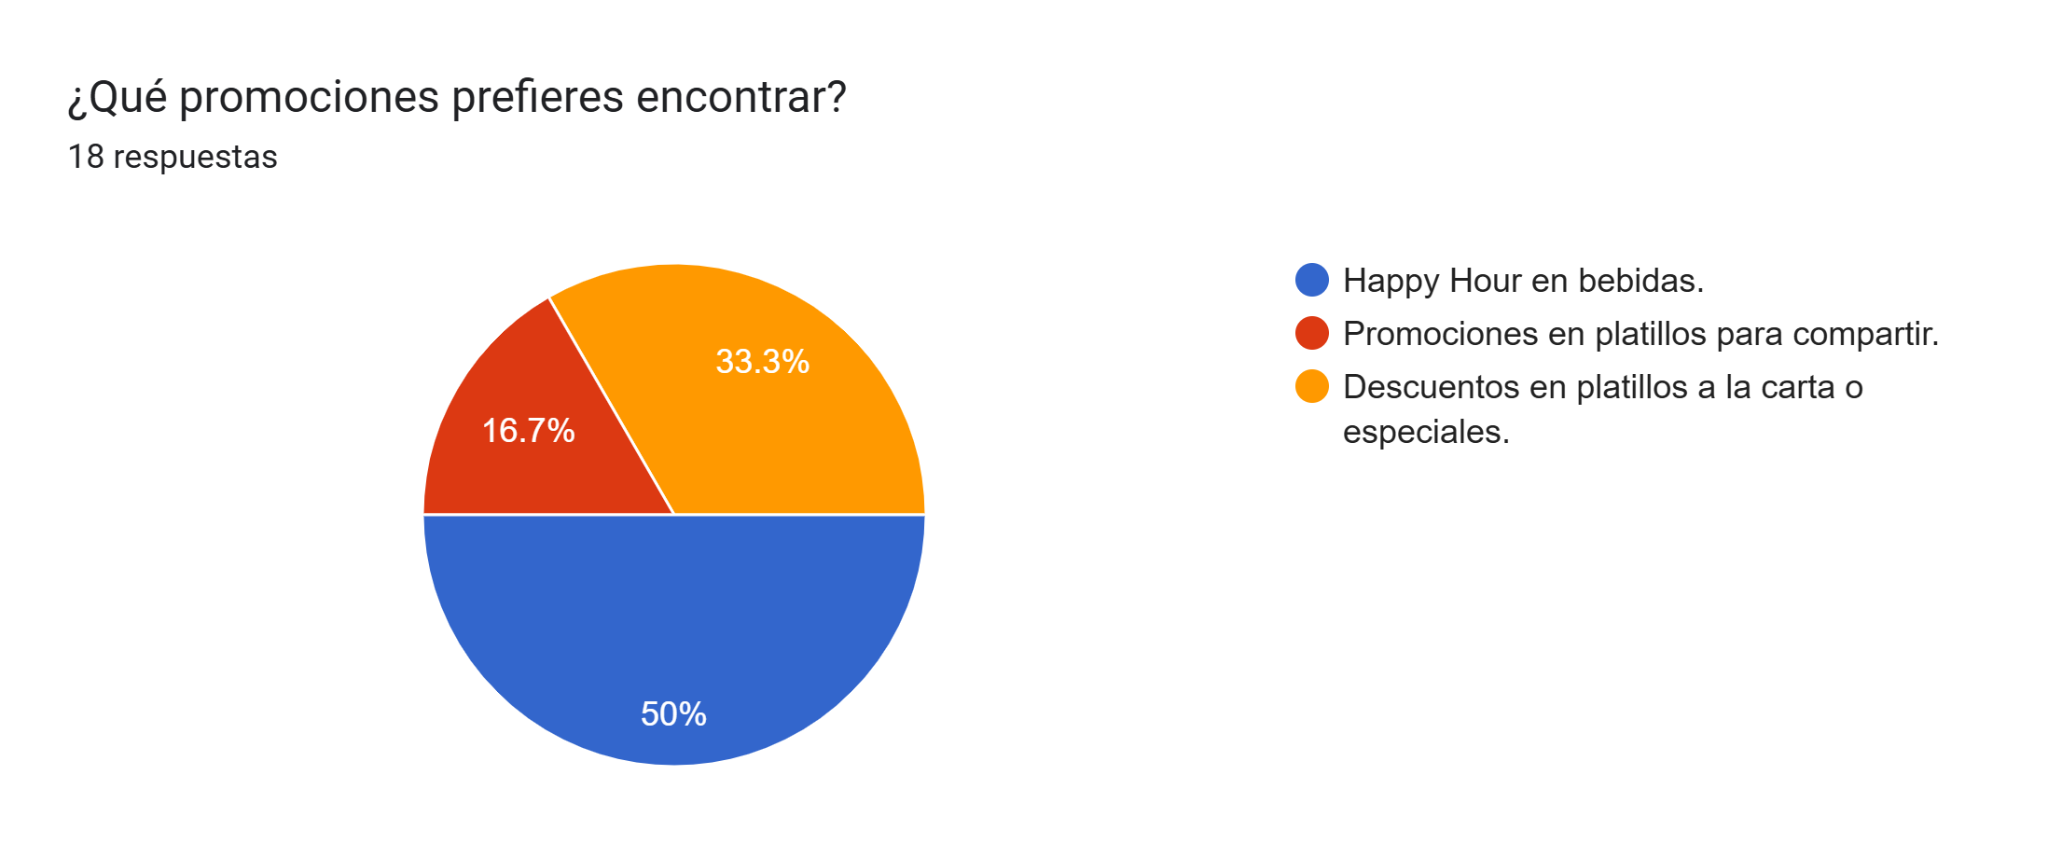 ¿Qué promociones prefieres encontrar?
18 respuestas
33.3%
16.7%
50%
Happy Hour en bebidas.
Promociones en platillos para compartir.
Descuentos en platillos a la carta o
especiales.